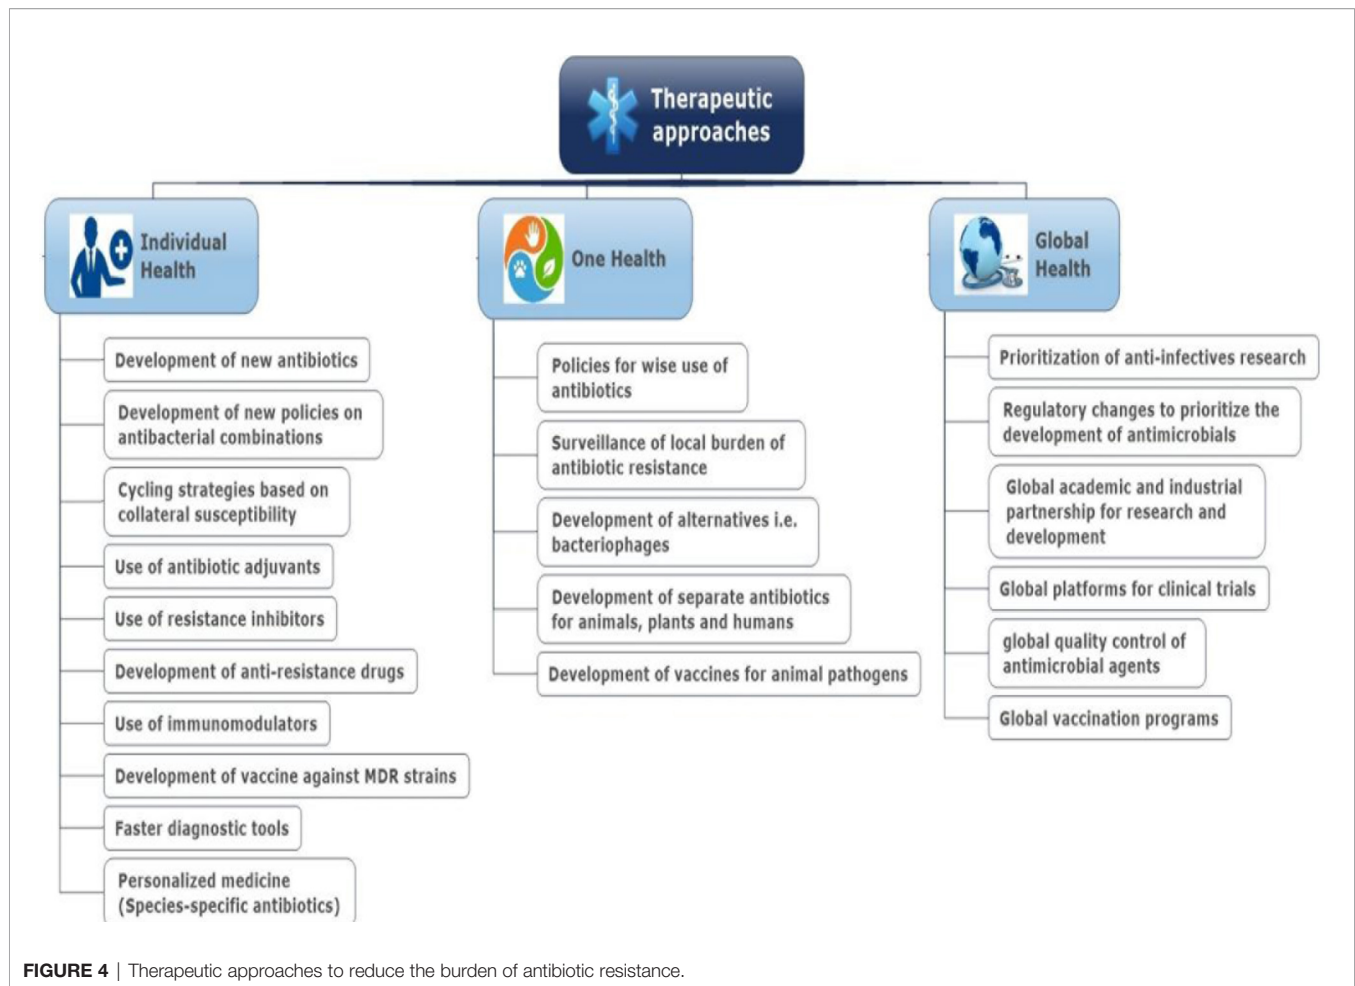 Therapeutic
approaches
Individual
Health
Development of new antibiotics
Development of new policies on
antibacterial combinations
Cycling strategies based on
collateral susceptibility
Use of antibiotic adjuvants
Use of resistance inhibitors
Development of anti-resistance drugs
Use of immunomodulators
Development of vaccine against MDR strains
Faster diagnostic tools
Personalized medicine
(Species-specific antibiotics)
One Health
Policies for wise use of
antibiotics
Surveillance of local burden of
antibiotic resistance
Development of alternatives i.e.
bacteriophages
Development of separate antibiotics
for animals, plants and humans
Development of vaccines for animal pathogens
Global
Health
Prioritization of anti-infectives research
Regulatory changes to prioritize the
development of antimicrobials
Global academic and industrial
partnership for research and
development
Global platforms for clinical trials
global quality control of
antimicrobial agents
Global vaccination programs
FIGURE 4 | Therapeutic approaches to reduce the burden of antibiotic resistance.